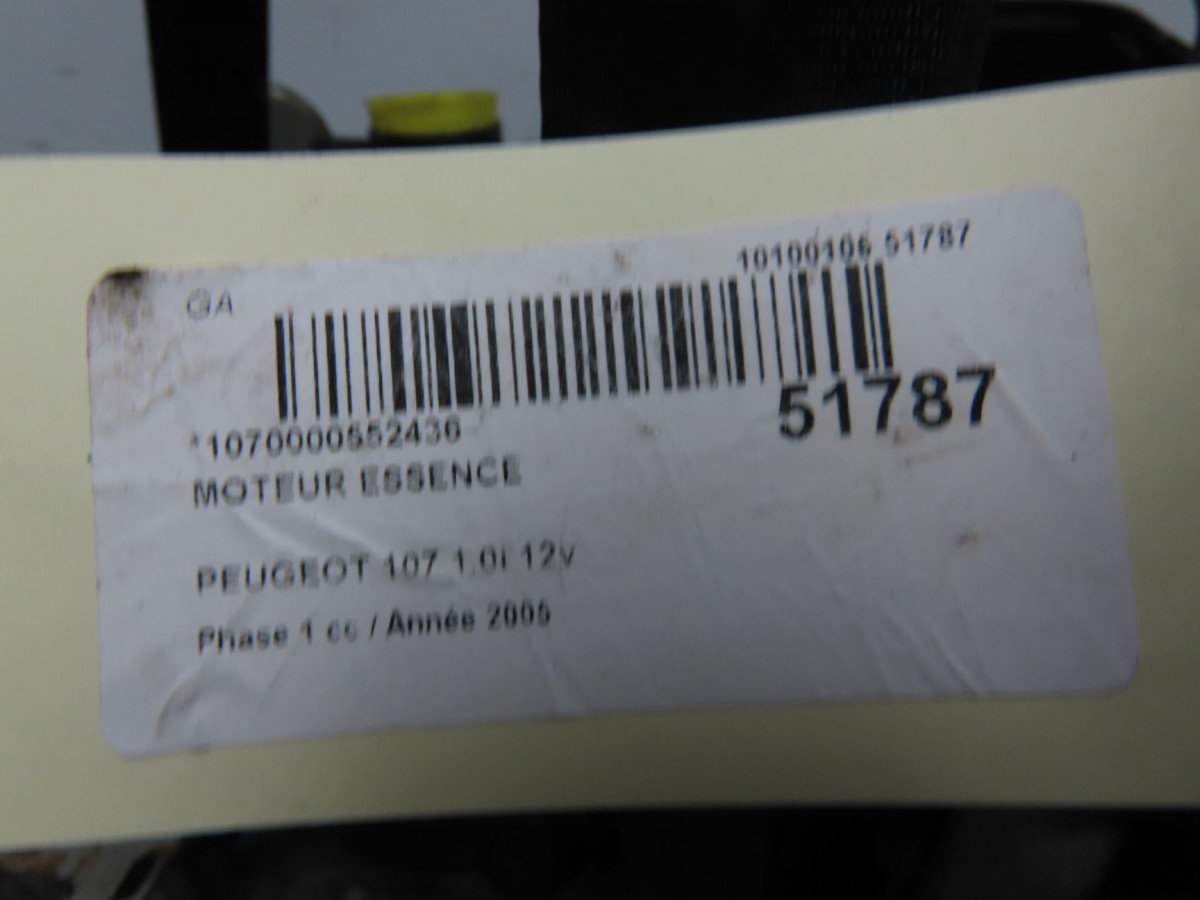 10100106 51787
GA
51787
*1070000552436
MOTEUR ESSENCE
PEUGEOT 107 1.0i 12v
Phase 1 cc / Année 2005